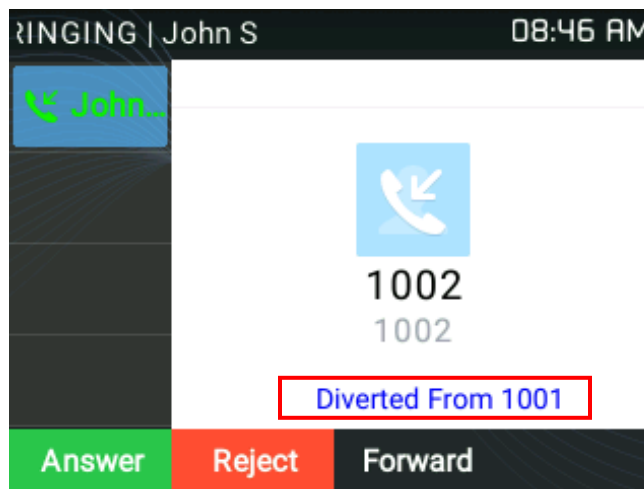 RINGING | John S
08:46 AM
John...
1002
1002
Diverted From 1001
Answer
Reject
Forward